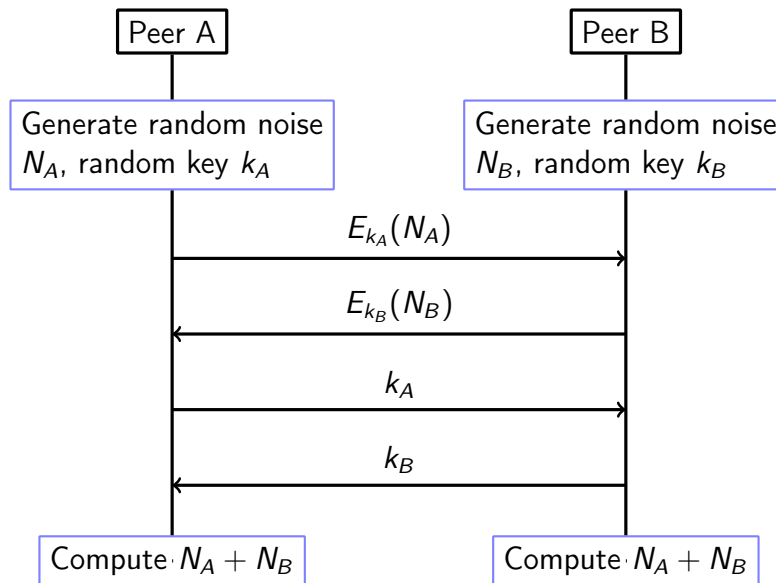 Peer A
Peer B
Generate random noise
N_A, random key k_A
Generate random noise
N_B, random key k_B
E_{k_A}(N_A)
E_{k_B}(N_B)
k_A
k_B
Compute N_A + N_B
Compute N_A + N_B